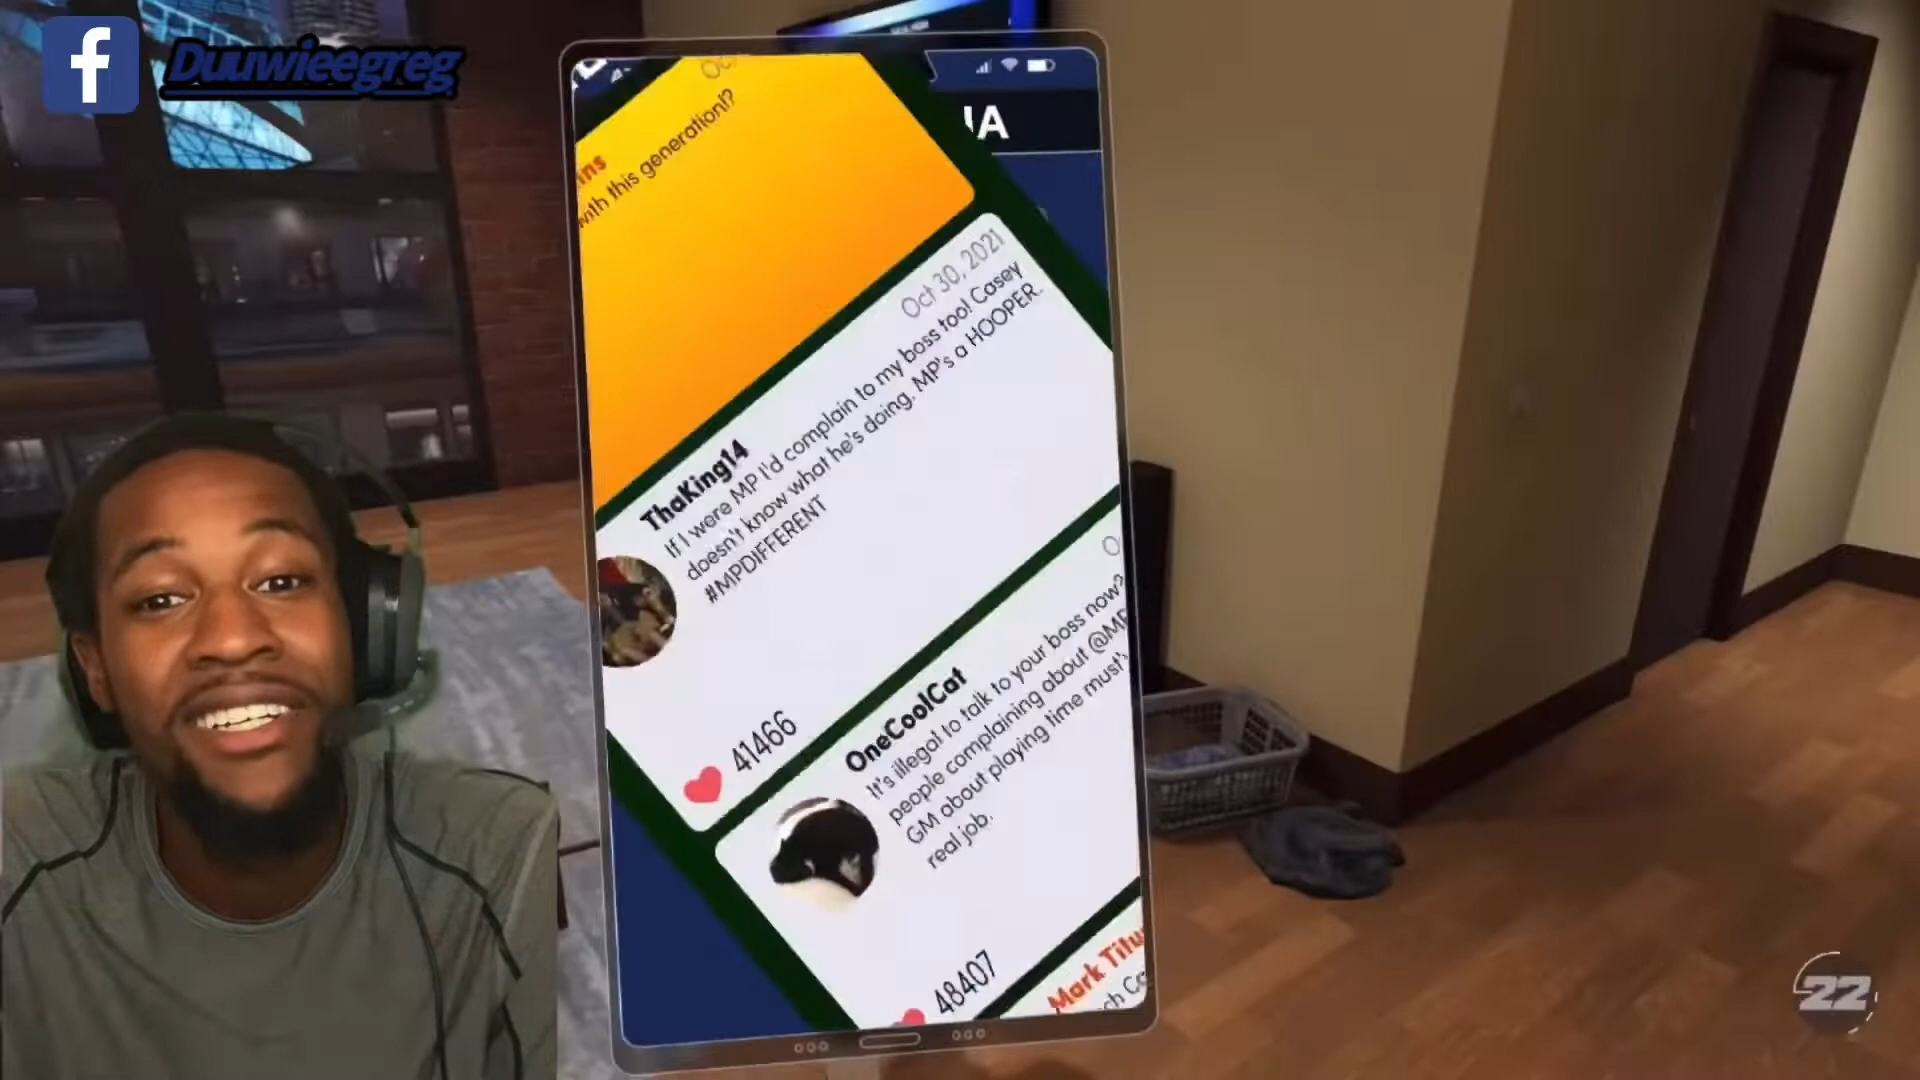 f
Duuwieegreg
with this generation!?
Oct 30, 2021
ThaKing14
If I were MP I'd complain to my boss too! Casey
doesn't know what he's doing. MP's a HOOPER.
#MPDIFFERENT
41466
OneCoolCat
It's illegal to talk to your boss now?
people complaining about @MP
GM about playing time must'
real job.
48407
Mark Titu
22